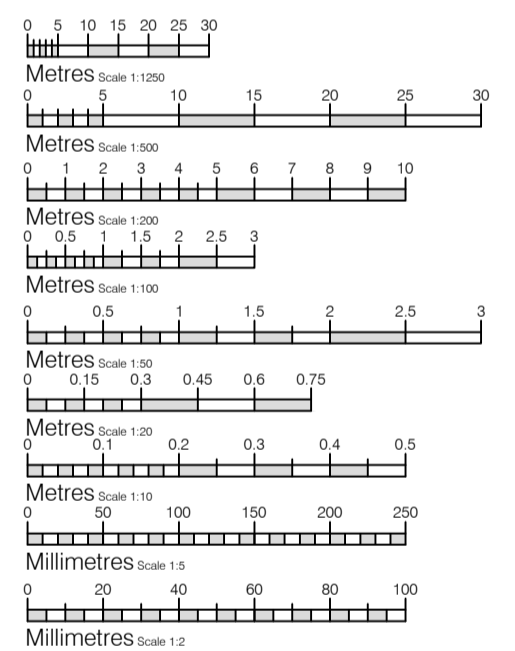 0 5 10 15 20 25 30
Metres Scale 1:1250
0 5 10 15 20 25 30
Metres Scale 1:500
0 1 2 3 4 5 6 7 8 9 10
Metres Scale 1:200
0 0.5 1 1.5 2 2.5 3
Metres Scale 1:100
0 0.5 1 1.5 2 2.5 3
Metres Scale 1:50
0 0.15 0.3 0.45 0.6 0.75
Metres Scale 1:20
0 0.1 0.2 0.3 0.4 0.5
Metres Scale 1:10
0 50 100 150 200 250
Millimetres Scale 1:5
0 20 40 60 80 100
Millimetres Scale 1:2